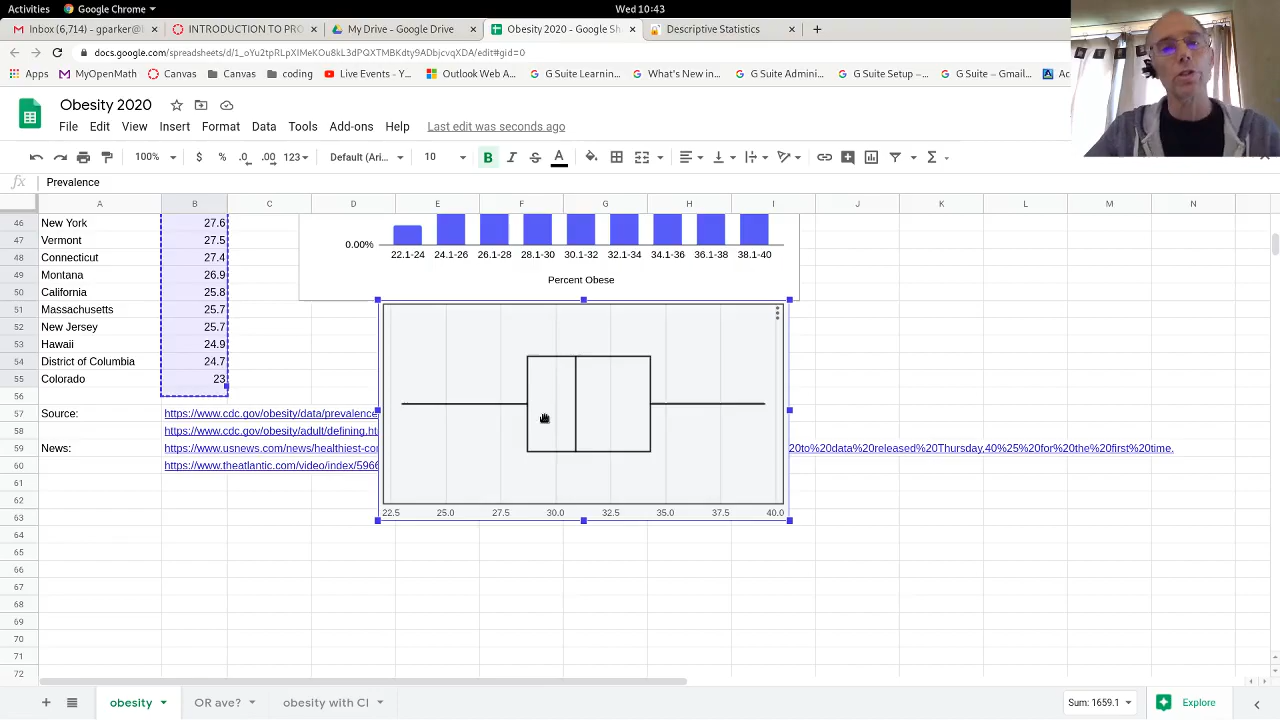 Activities Google Chrome Wed 10:43
Inbox (6,714) - gparker@ INTRODUCTION TO PRO My Drive - Google Drive Obesity 2020 - Google Sh Descriptive Statistics
docs.google.com/spreadsheets/d/1_oYu2tpRLpXIMeKOu8kL3dPQXTMBKdty9ADbjcvqXDA/edit#gid=0
Apps MyOpenMath Canvas Canvas coding Live Events - Y... Outlook Web A... G Suite Learnin... What's New in... G Suite Admini... G Suite Setup –... G Suite – Gmail... Ac
Obesity 2020
File Edit View Insert Format Data Tools Add-ons Help Last edit was seconds ago
100% $ % .0 .00 123 Default (Ari... 10 B I S A
fx Prevalence
A B C D E F G H I J K L M N
46 New York 27.6
47 Vermont 27.5
48 Connecticut 27.4
49 Montana 26.9
50 California 25.8
51 Massachusetts 25.7
52 New Jersey 25.7
53 Hawaii 24.9
54 District of Columbia 24.7
55 Colorado 23
56
57 Source: https://www.cdc.gov/obesity/data/prevalence
58 https://www.cdc.gov/obesity/adult/defining.ht
59 News: https://www.usnews.com/news/healthiest-co 20to%20data%20released%20Thursday,40%25%20for%20the%20first%20time.
60 https://www.theatlantic.com/video/index/5966
61
62
63
64
65
66
67
68
69
70
71
72
0.00%
22.1-24 24.1-26 26.1-28 28.1-30 30.1-32 32.1-34 34.1-36 36.1-38 38.1-40
Percent Obese
22.5 25.0 27.5 30.0 32.5 35.0 37.5 40.0
obesity OR ave? obesity with CI Sum: 1659.1 Explore